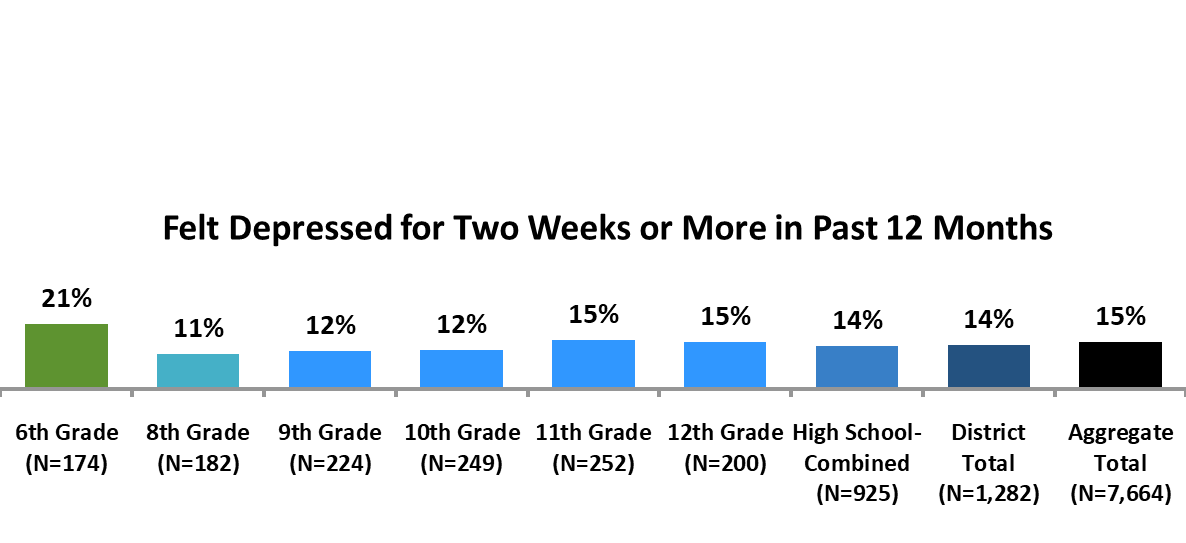 Felt Depressed for Two Weeks or More in Past 12 Months
21%
11%
12%
12%
15%
15%
14%
14%
15%
6th Grade
(N=174)
8th Grade
(N=182)
9th Grade
(N=224)
10th Grade
(N=249)
11th Grade
(N=252)
12th Grade
(N=200)
High School-
Combined
(N=925)
District
Total
(N=1,282)
Aggregate
Total
(N=7,664)